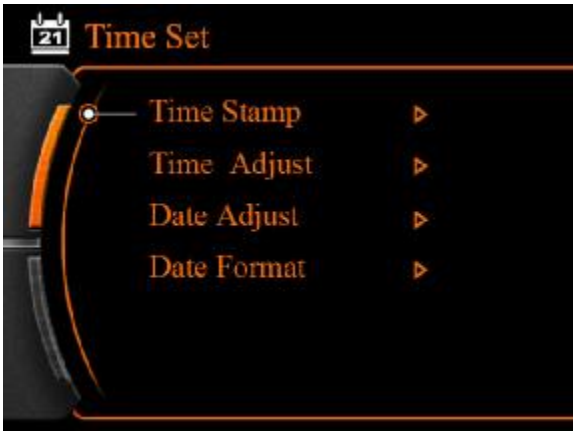 21 Time Set
Time Stamp
Time Adjust
Date Adjust
Date Format